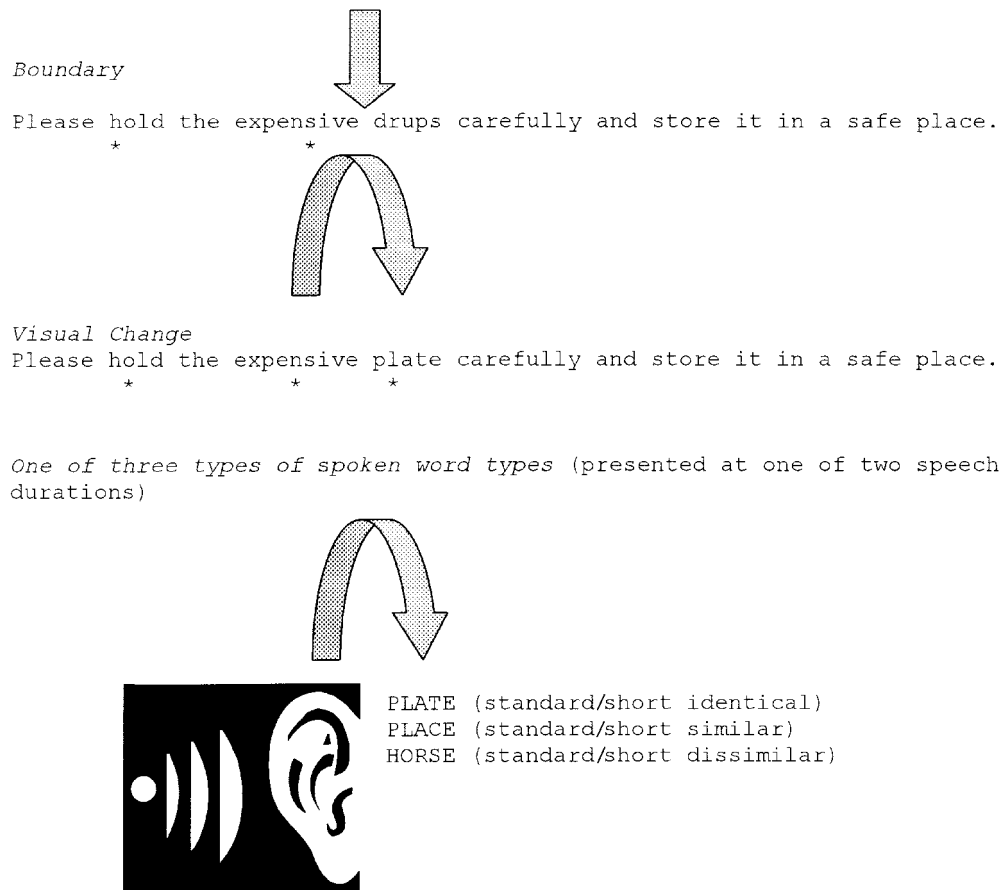 Boundary
Please hold the expensive drups carefully and store it in a safe place.
* *
Visual Change
Please hold the expensive plate carefully and store it in a safe place.
* * *
One of three types of spoken word types (presented at one of two speech
durations)
PLATE (standard/short identical)
PLACE (standard/short similar)
HORSE (standard/short dissimilar)